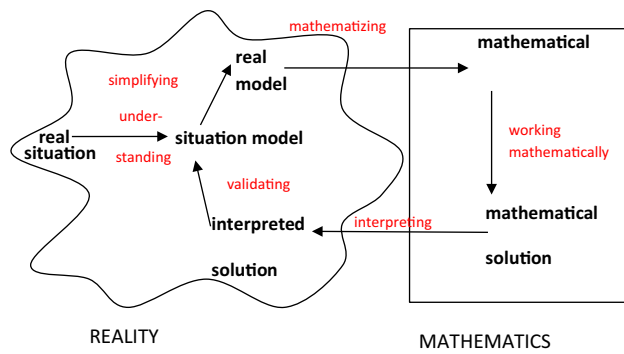 mathematizing
mathematical
real
model
simplifying
under-
real
situation
situation model
standing
working
mathematically
validating
mathematical
interpreted
interpreting
solution
solution
REALITY
MATHEMATICS